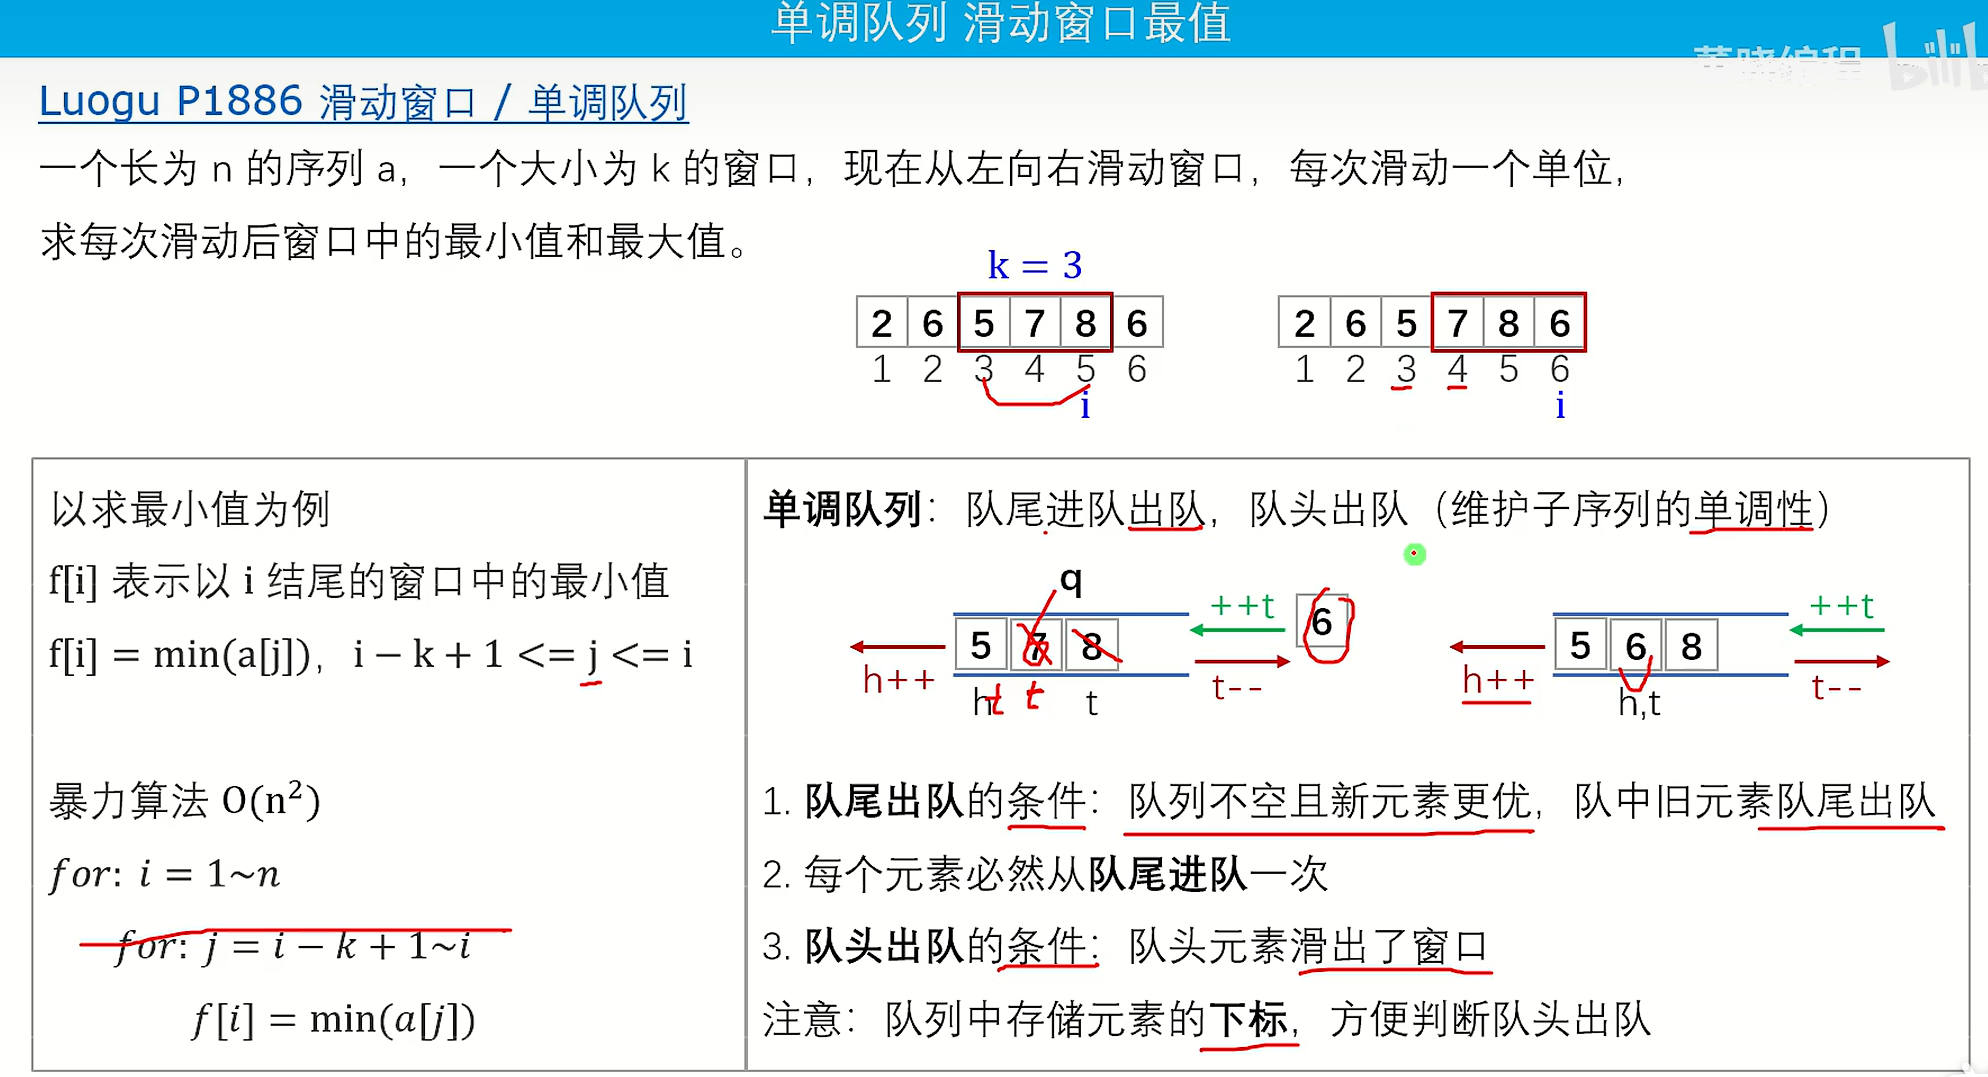 单调队列 滑动窗口最值
董晓编程 bilibili
Luogu P1886 滑动窗口 / 单调队列
一个长为 n 的序列 a，一个大小为 k 的窗口，现在从左向右滑动窗口，每次滑动一个单位，
求每次滑动后窗口中的最小值和最大值。
k = 3
2 6 5 7 8 6
1 2 3 4 5 6
i
2 6 5 7 8 6
1 2 3 4 5 6
i
以求最小值为例
f[i] 表示以 i 结尾的窗口中的最小值
f[i] = min(a[j])，i − k + 1 <= j <= i
暴力算法 O(n²)
for: i = 1~n
for: j = i − k + 1~i
f[i] = min(a[j])
单调队列：队尾进队出队，队头出队（维护子序列的单调性）
q
h++ 5 7 8 ++t 6
t--
h t t t
h++ 5 6 8 ++t
t--
h,t
1. 队尾出队的条件：队列不空且新元素更优，队中旧元素队尾出队
2. 每个元素必然从队尾进队一次
3. 队头出队的条件：队头元素滑出了窗口
注意：队列中存储元素的下标，方便判断队头出队